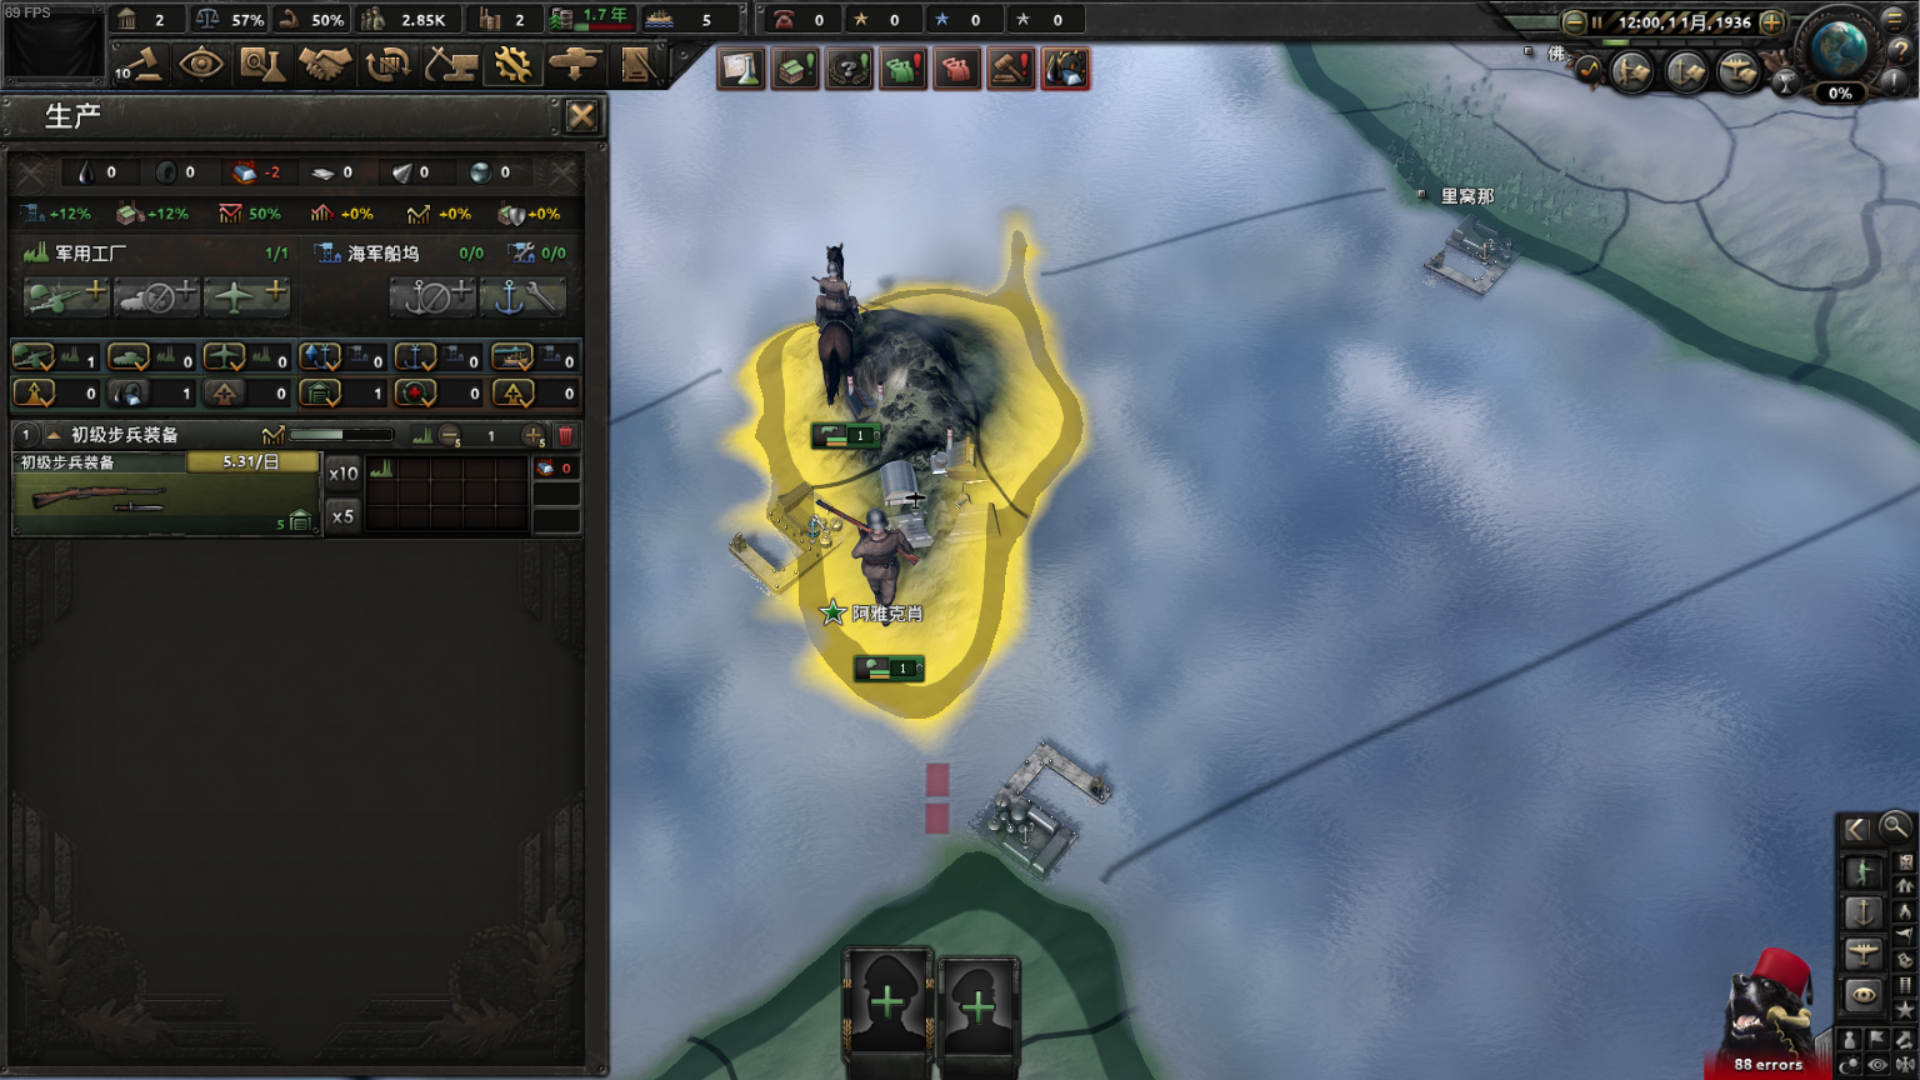 69 FPS
2 57% 50% 2.85K 2 1.7 年 5 0 0 0 0
12:00, 1 1月, 1936
10
0%
佛
生产
0 0 -2 0 0 0
+12% +12% 50% +0% +0% +0%
军用工厂 1/1 海军船坞 0/0 0/0
1 0 0 0 0 0
0 1 0 1 0 0
1 初级步兵装备 5 1 5
初级步兵装备 5.31/日 x10 0
5 x5
里窝那
1
阿雅克肖
1
88 errors